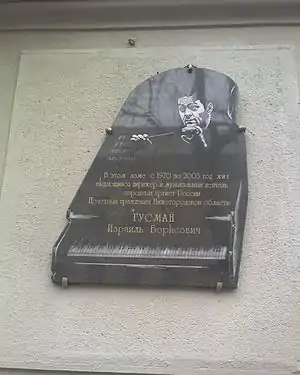 В этом доме с 1970 по 2003 год жил
выдающийся дирижер и музыкальный деятель
народный артист России
Почетный гражданин Нижегородской области
ГУСМАН
Израиль Борисович